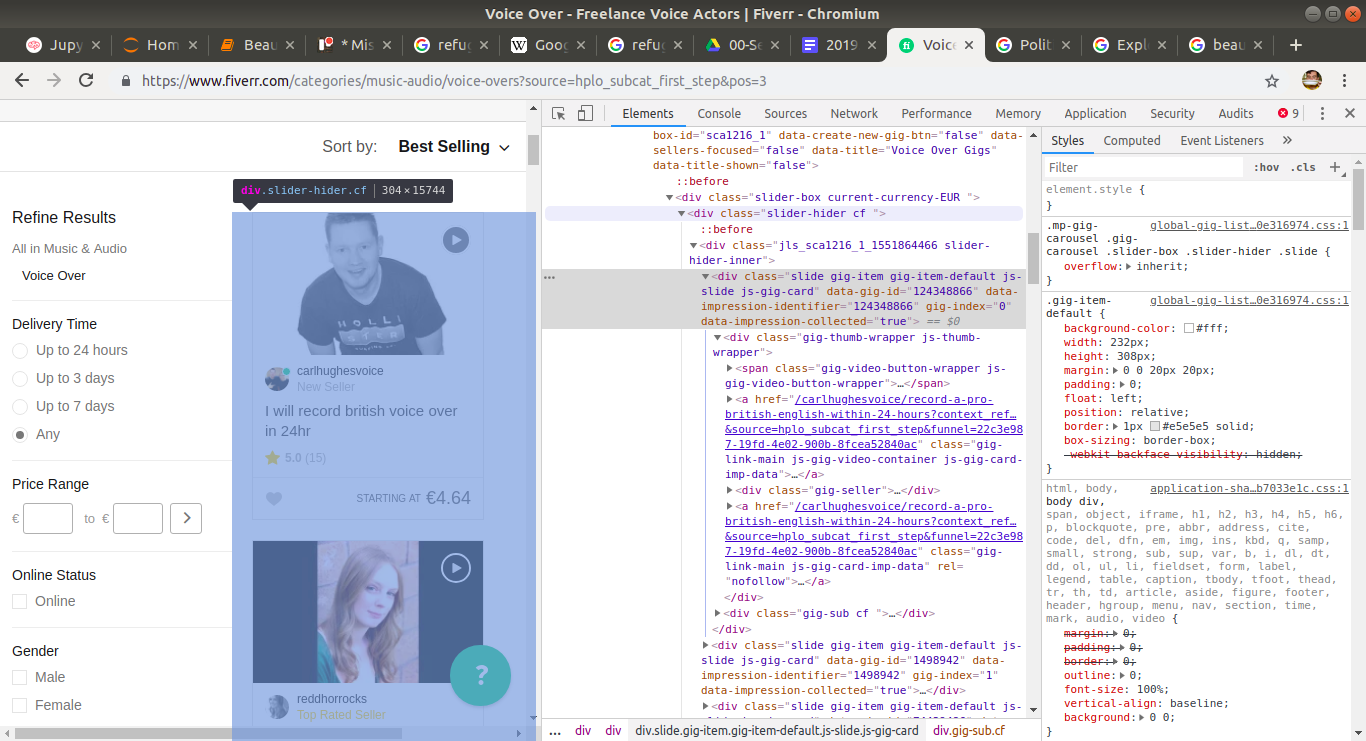 Voice Over - Freelance Voice Actors | Fiverr - Chromium
Jupy
Hom
Beau
* Mis
refug
Goog
refug
00-Se
2019
Voice
Polit
Expl
beau
https://www.fiverr.com/categories/music-audio/voice-overs?source=hplo_subcat_first_step&pos=3
Sort by: Best Selling
div.slider-hider.cf | 304 × 15744
Refine Results
All in Music & Audio
Voice Over
Delivery Time
Up to 24 hours
Up to 3 days
Up to 7 days
Any
Price Range
€ to €
Online Status
Online
Gender
Male
Female
HOLLI
STER
carlhughesvoice
New Seller
I will record british voice over
in 24hr
5.0 (15)
STARTING AT €4.64
reddhorrocks
Top Rated Seller
?
Elements Console Sources Network Performance Memory Application Security Audits 9
box-id="sca1216_1" data-create-new-gig-btn="false" data-
sellers-focused="false" data-title="Voice Over Gigs"
data-title-shown="false">
::before
<div class="slider-box current-currency-EUR ">
<div class="slider-hider cf ">
::before
<div class="jls_sca1216_1_1551864466 slider-
hider-inner">
<div class="slide gig-item gig-item-default js-
slide js-gig-card" data-gig-id="124348866" data-
impression-identifier="124348866" gig-index="0"
data-impression-collected="true"> == $0
<div class="gig-thumb-wrapper js-thumb-
wrapper">
<span class="gig-video-button-wrapper js-
gig-video-button-wrapper">…</span>
<a href="/carlhughesvoice/record-a-pro-
british-english-within-24-hours?context_ref…
&source=hplo_subcat_first_step&funnel=22c3e98
7-19fd-4e02-900b-8fcea52840ac" class="gig-
link-main js-gig-video-container js-gig-card-
imp-data">…</a>
<div class="gig-seller">…</div>
<a href="/carlhughesvoice/record-a-pro-
british-english-within-24-hours?context_ref…
&source=hplo_subcat_first_step&funnel=22c3e98
7-19fd-4e02-900b-8fcea52840ac" class="gig-
link-main js-gig-card-imp-data" rel=
"nofollow">…</a>
</div>
<div class="gig-sub cf ">…</div>
</div>
<div class="slide gig-item gig-item-default js-
slide js-gig-card" data-gig-id="1498942" data-
impression-identifier="1498942" gig-index="1"
data-impression-collected="true">…</div>
<div class="slide gig-item gig-item-default js-
... div div div.slide.gig-item.gig-item-default.js-slide.js-gig-card div.gig-sub.cf
Styles Computed Event Listeners »
Filter :hov .cls +
element.style {
}
.mp-gig- global-gig-list…0e316974.css:1
carousel .gig-
carousel .slider-box .slider-hider .slide {
overflow: inherit;
}
.gig-item- global-gig-list…0e316974.css:1
default {
background-color: #fff;
width: 232px;
height: 308px;
margin: 0 0 20px 20px;
padding: 0;
float: left;
position: relative;
border: 1px #e5e5e5 solid;
box-sizing: border-box;
-webkit-backface-visibility: hidden;
}
html, body, application-sha…b7033e1c.css:1
body div,
span, object, iframe, h1, h2, h3, h4, h5, h6,
p, blockquote, pre, abbr, address, cite,
code, del, dfn, em, img, ins, kbd, q, samp,
small, strong, sub, sup, var, b, i, dl, dt,
dd, ol, ul, li, fieldset, form, label,
legend, table, caption, tbody, tfoot, thead,
tr, th, td, article, aside, figure, footer,
header, hgroup, menu, nav, section, time,
mark, audio, video {
margin: 0;
padding: 0;
border: 0;
outline: 0;
font-size: 100%;
vertical-align: baseline;
background: 0 0;
}